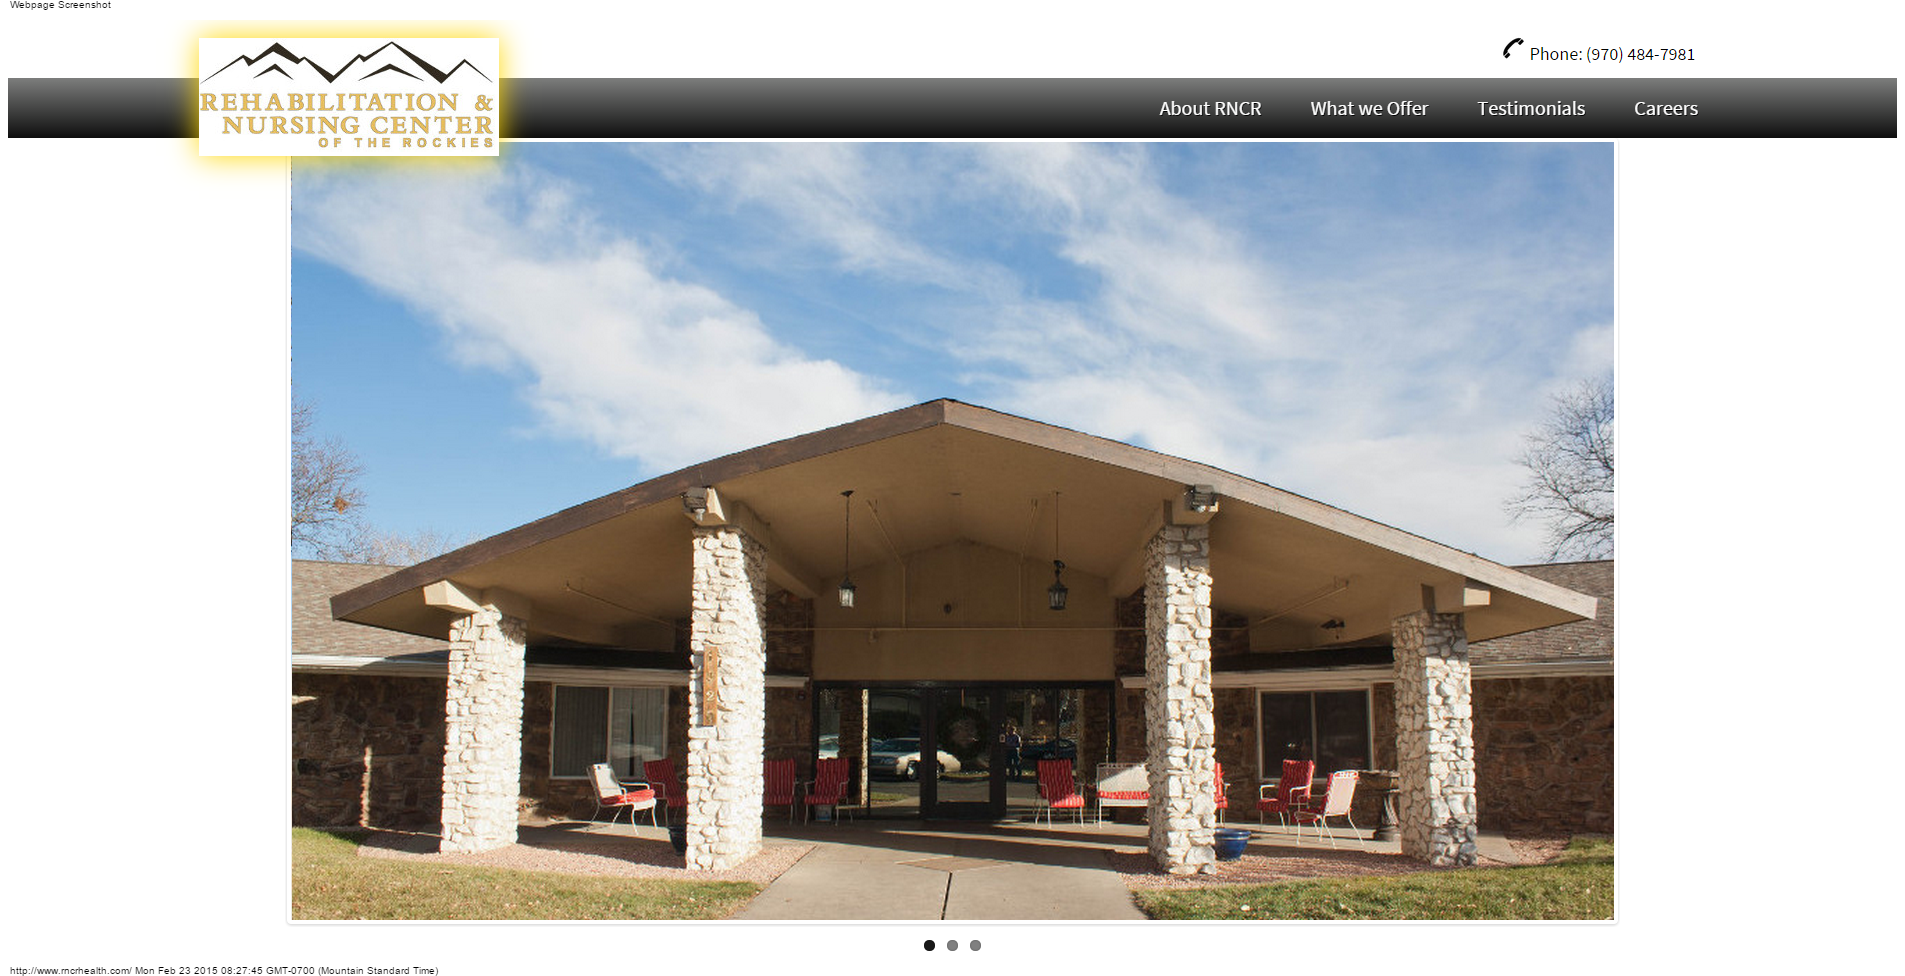 Webpage Screenshot
Phone: (970) 484-7981
REHABILITATION &
NURSING CENTER
OF THE ROCKIES
About RNCR What we Offer Testimonials Careers
http://www.rncrhealth.com/ Mon Feb 23 2015 08:27:45 GMT-0700 (Mountain Standard Time)